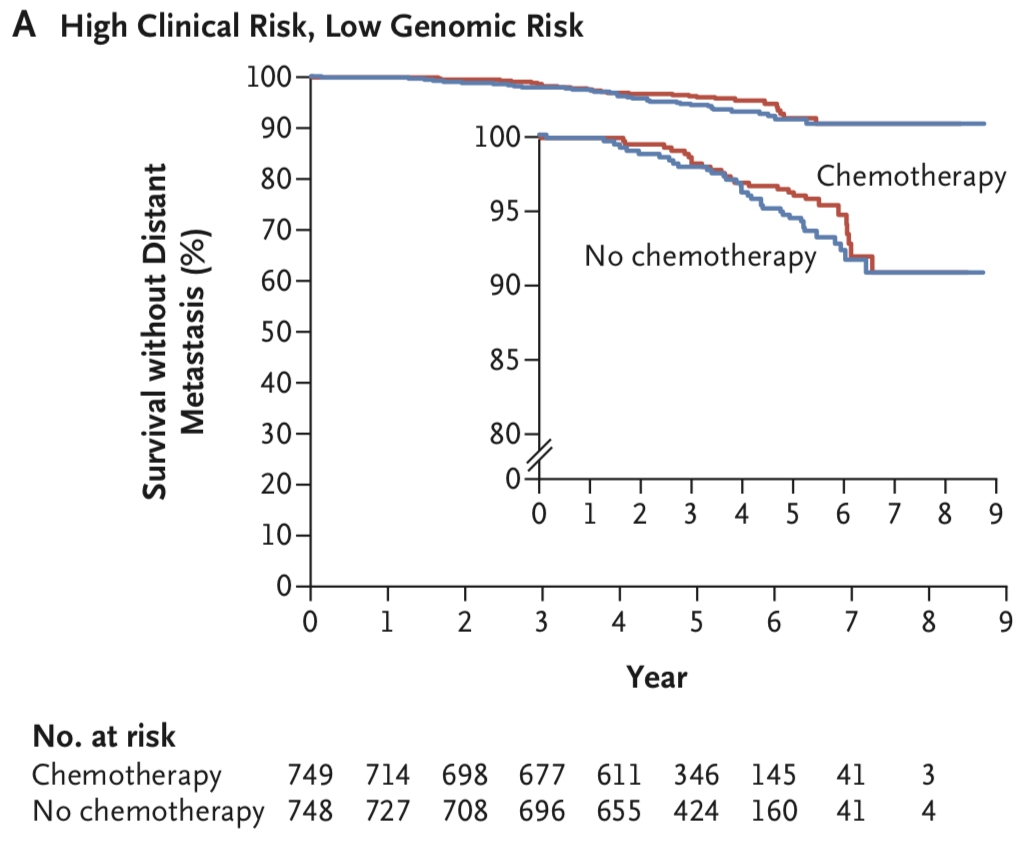 A High Clinical Risk, Low Genomic Risk
Survival without Distant
Metastasis (%)
100
90
80
70
60
50
40
30
20
10
0
100
95
90
85
80
0
Chemotherapy
No chemotherapy
0 1 2 3 4 5 6 7 8 9
0 1 2 3 4 5 6 7 8 9
Year
No. at risk
Chemotherapy 749 714 698 677 611 346 145 41 3
No chemotherapy 748 727 708 696 655 424 160 41 4